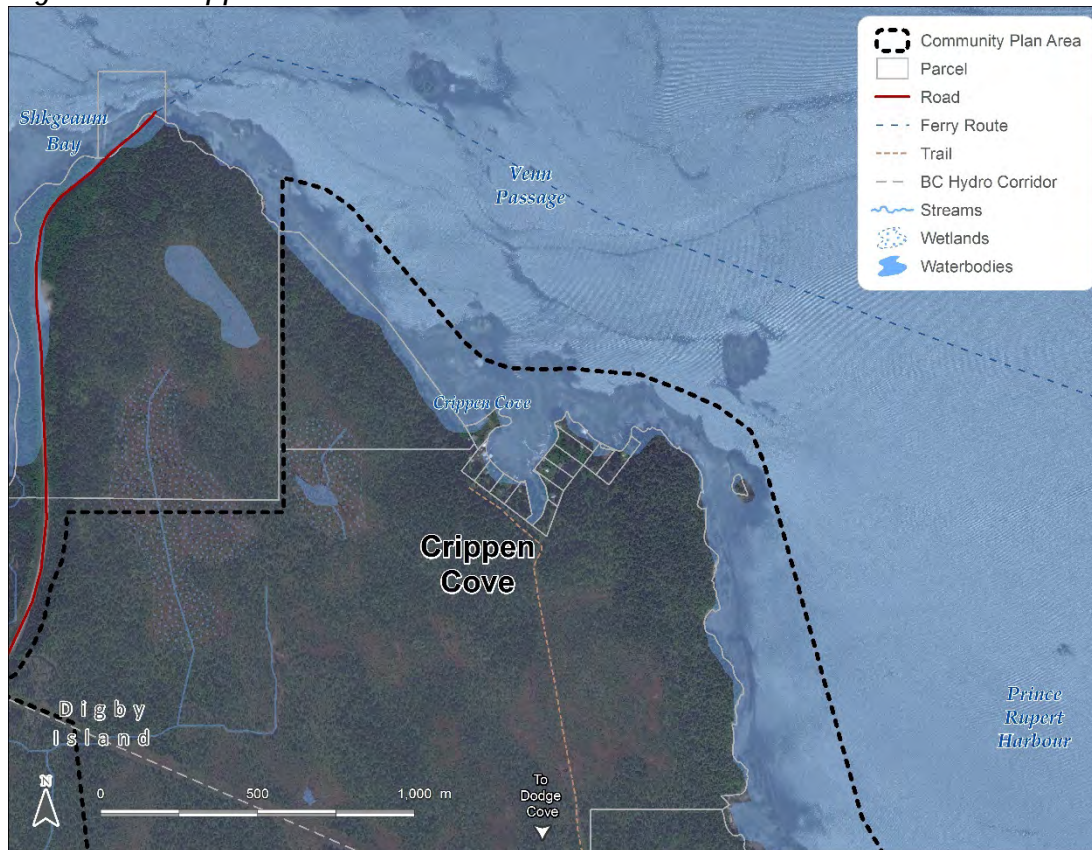 Community Plan Area
Parcel
Road
Ferry Route
Trail
BC Hydro Corridor
Streams
Wetlands
Waterbodies
Shkgeaum
Bay
Venn
Passage
Crippen Cove
Crippen
Cove
Prince
Rupert
Harbour
Digby
Island
N
0 500 1,000 m
To
Dodge
Cove